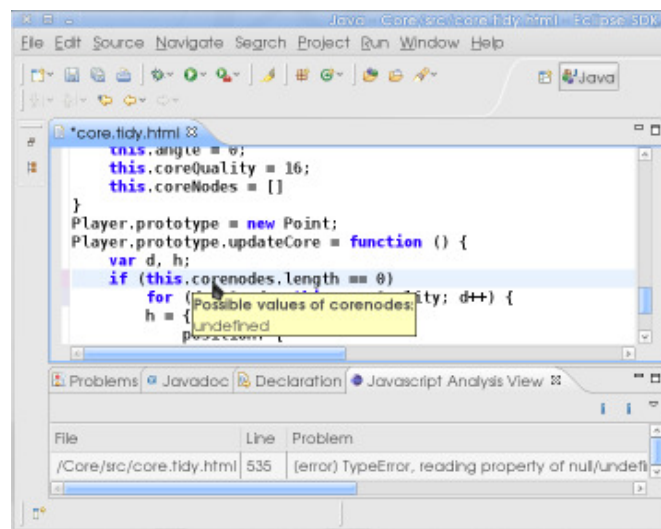 Java - Core/src/core.tidy.html - Eclipse SDK
File Edit Source Navigate Search Project Run Window Help
Java
*core.tidy.html
this.angle = 0;
this.coreQuality = 16;
this.coreNodes = []
}
Player.prototype = new Point;
Player.prototype.updateCore = function () {
var d, h;
if (this.corenodes.length == 0)
for ( ality; d++) {
Possible values of corenodes:
h = {
undefined
position: {
Problems Javadoc Declaration Javascript Analysis View
File Line Problem
/Core/src/core.tidy.html 535 (error) TypeError, reading property of null/undefi